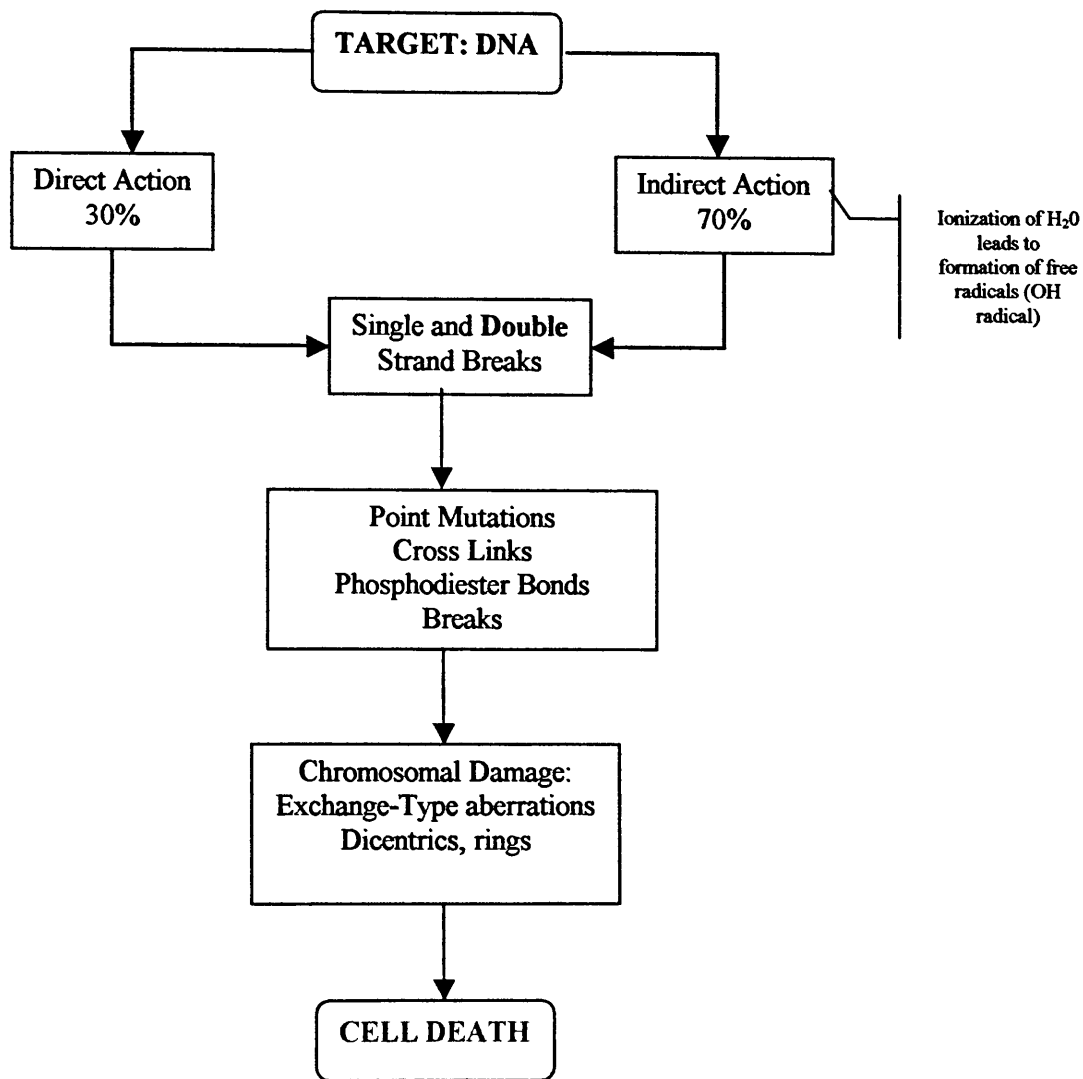 TARGET: DNA
Direct Action
30%
Indirect Action
70%
Ionization of H₂0
leads to
formation of free
radicals (OH
radical)
Single and Double
Strand Breaks
Point Mutations
Cross Links
Phosphodiester Bonds
Breaks
Chromosomal Damage:
Exchange-Type aberrations
Dicentrics, rings
CELL DEATH